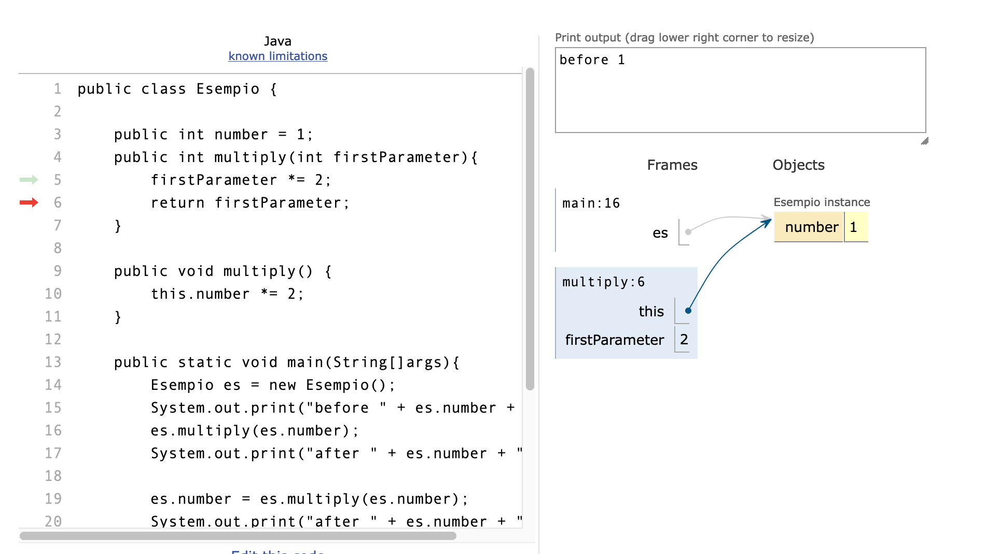 Java
known limitations
1 public class Esempio {
2
3 public int number = 1;
4 public int multiply(int firstParameter){
5 firstParameter *= 2;
6 return firstParameter;
7 }
8
9 public void multiply() {
10 this.number *= 2;
11 }
12
13 public static void main(String[]args){
14 Esempio es = new Esempio();
15 System.out.print("before " + es.number +
16 es.multiply(es.number);
17 System.out.print("after " + es.number + "
18
19 es.number = es.multiply(es.number);
20 System.out.print("after " + es.number + "
Edit this code
Print output (drag lower right corner to resize)
before 1
Frames
Objects
main:16
es
Esempio instance
number 1
multiply:6
this
firstParameter 2